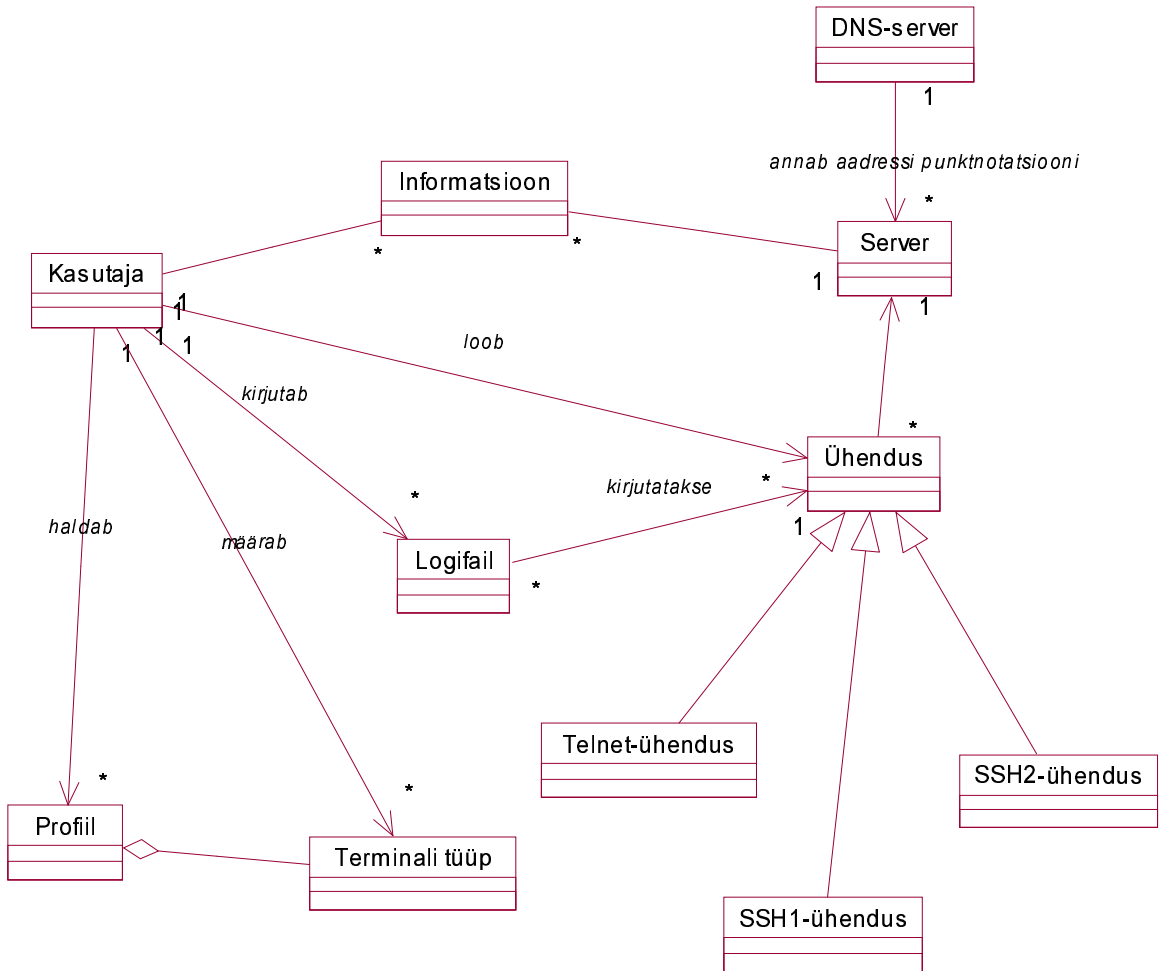 DNS-server
1
annab aadressi punktnotatsiooni
*
Informatsioon
*
*
Server
1
1
Kasutaja
1
1
1
1
1
loob
kirjutab
*
Ühendus
*
kirjutatakse
1
*
haldab
määrab
Logifail
*
Telnet-ühendus
SSH2-ühendus
*
*
Profiil
Terminali tüüp
SSH1-ühendus